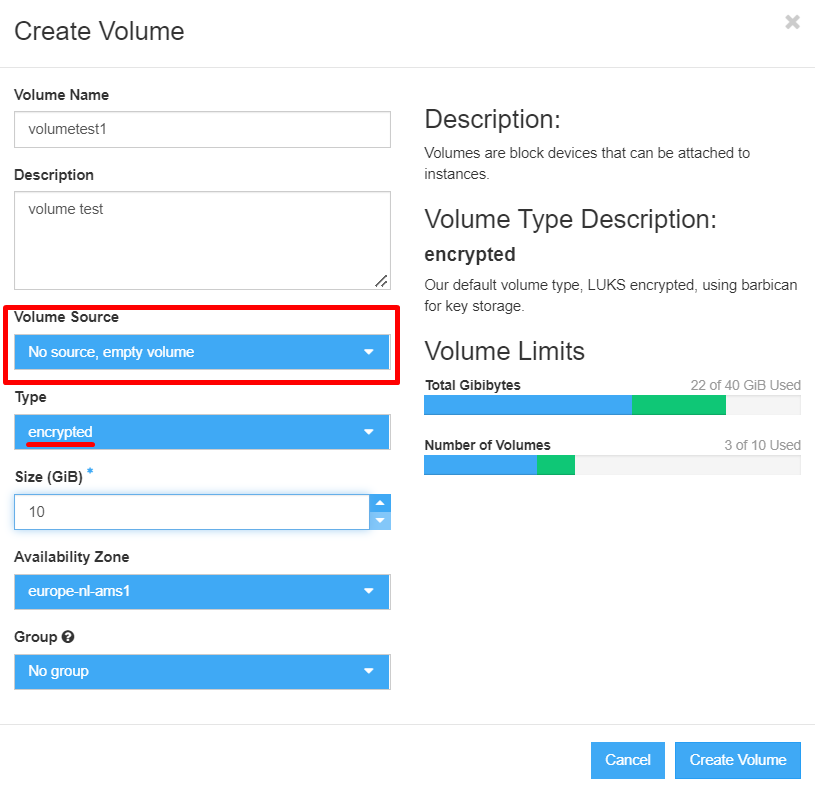 Create Volume
Volume Name
volumetest1
Description
volume test
Volume Source
No source, empty volume
Type
encrypted
Size (GiB) *
10
Availability Zone
europe-nl-ams1
Group
No group
Description:
Volumes are block devices that can be attached to
instances.
Volume Type Description:
encrypted
Our default volume type, LUKS encrypted, using barbican
for key storage.
Volume Limits
Total Gibibytes 22 of 40 GiB Used
Number of Volumes 3 of 10 Used
Cancel Create Volume